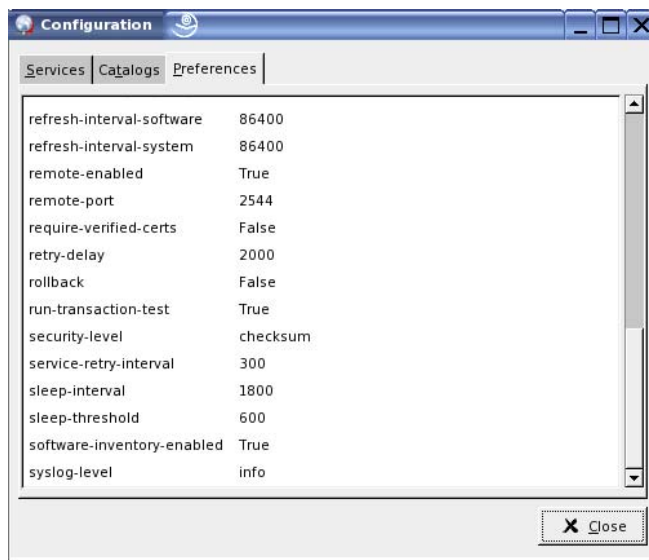 Configuration
Services Catalogs Preferences
refresh-interval-software 86400
refresh-interval-system 86400
remote-enabled True
remote-port 2544
require-verified-certs False
retry-delay 2000
rollback False
run-transaction-test True
security-level checksum
service-retry-interval 300
sleep-interval 1800
sleep-threshold 600
software-inventory-enabled True
syslog-level info
Close